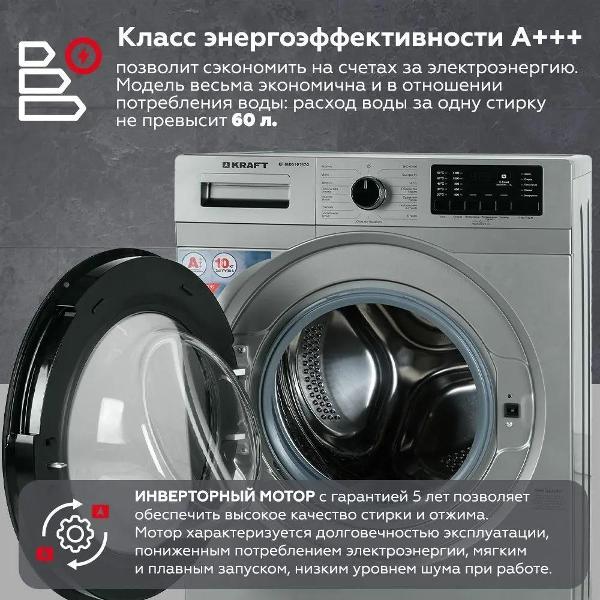 Класс энергоэффективности А+++
позволит сэкономить на счетах за электроэнергию.
Модель весьма экономична и в отношении
потребления воды: расход воды за одну стирку
не превысит 60 л.
KRAFT
10 кг
ИНВЕРТОРНЫЙ МОТОР с гарантией 5 лет позволяет
обеспечить высокое качество стирки и отжима.
Мотор характеризуется долговечностью эксплуатации,
пониженным потреблением электроэнергии, мягким
и плавным запуском, низким уровнем шума при работе.